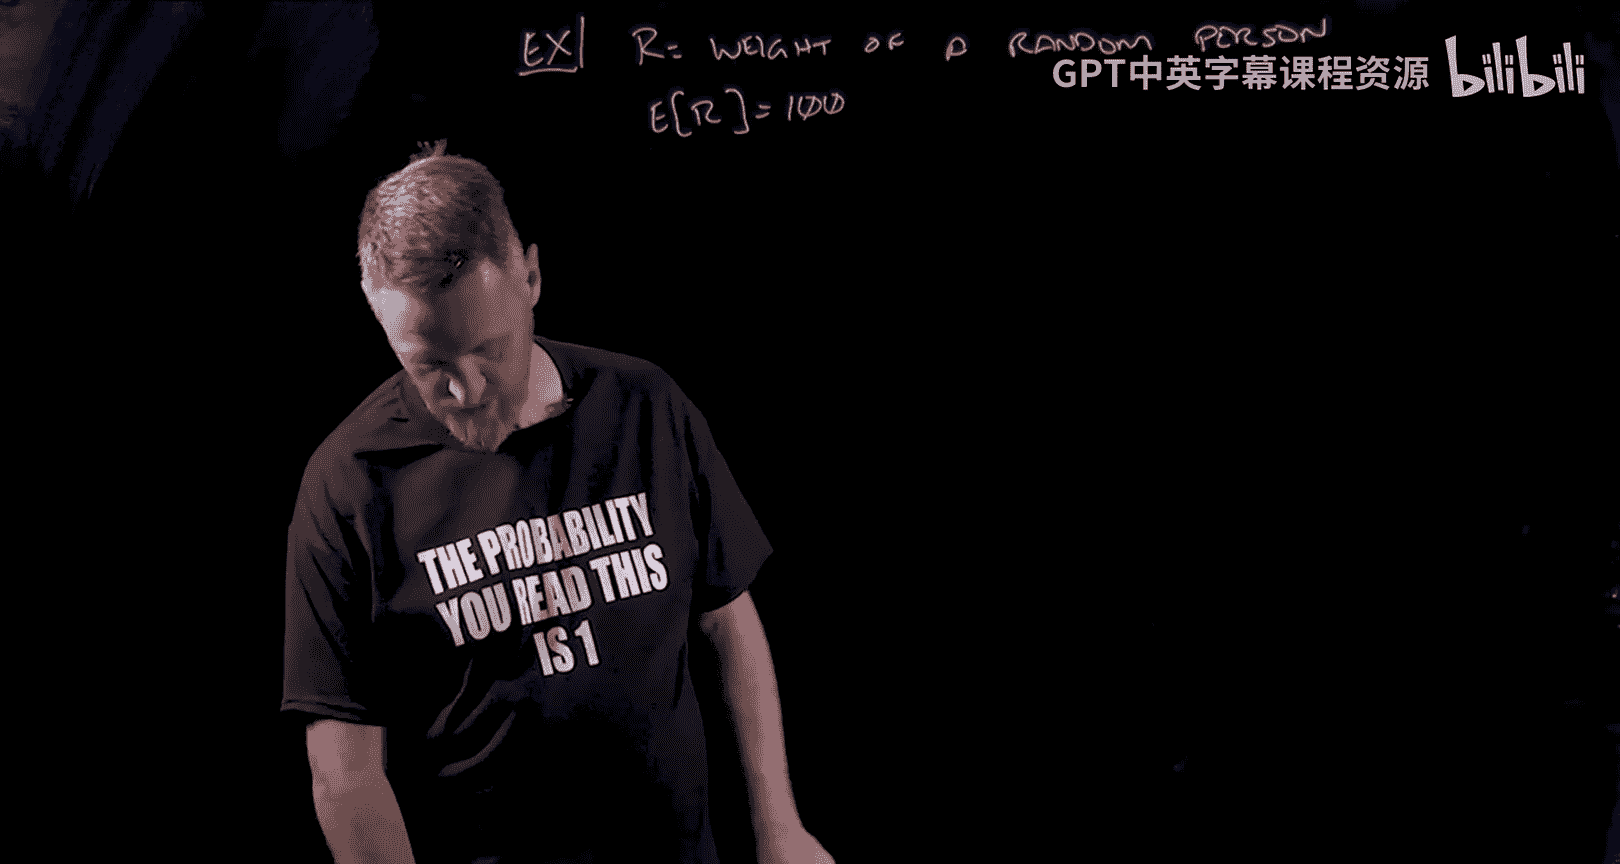 EX| R= WEIGHT OF A RANDOM PERSON
GPT中英字幕课程资源 bilibili
E[R]=100
THE PROBABILITY
YOU READ THIS
IS 1